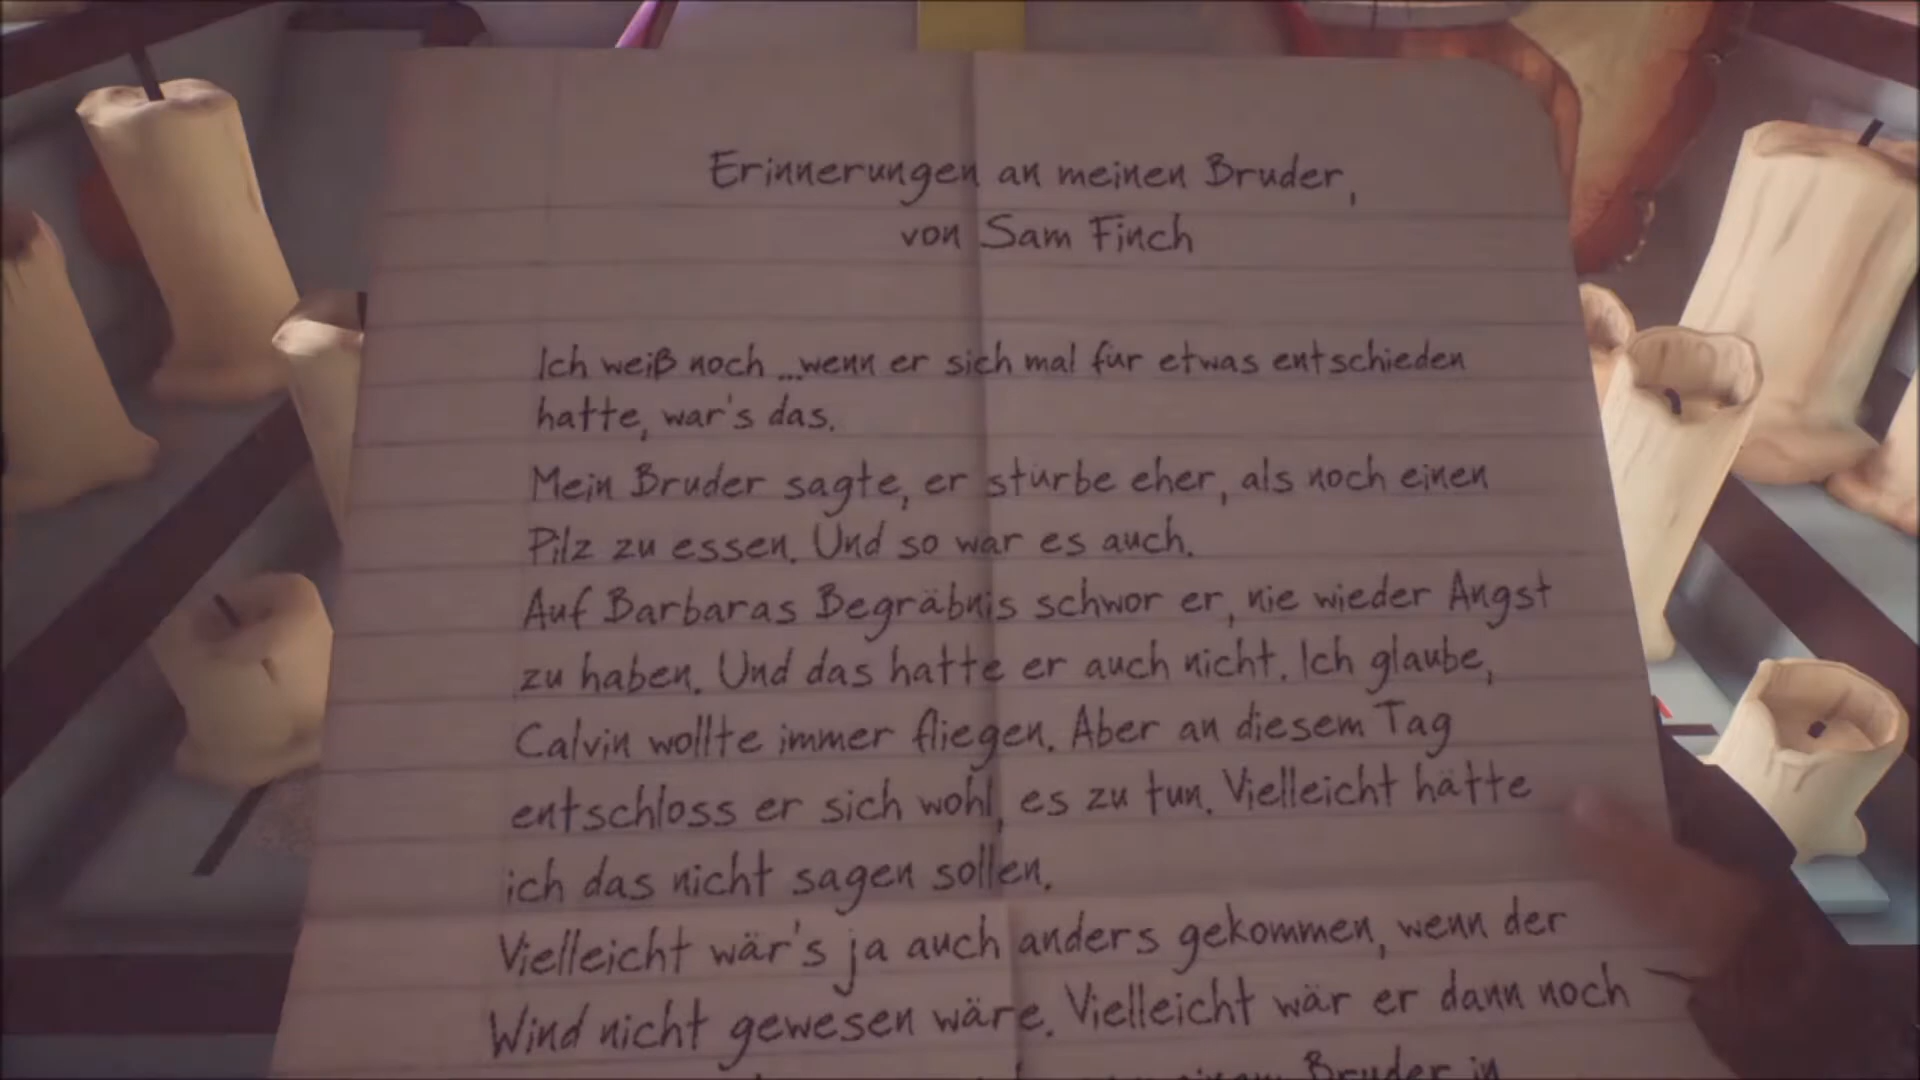 Erinnerungen an meinen Bruder,
von Sam Finch
Ich weiß noch ...wenn er sich mal für etwas entschieden
hatte, war's das.
Mein Bruder sagte, er stürbe eher, als noch einen
Pilz zu essen. Und so war es auch.
Auf Barbaras Begräbnis schwor er, nie wieder Angst
zu haben. Und das hatte er auch nicht. Ich glaube,
Calvin wollte immer fliegen. Aber an diesem Tag
entschloss er sich wohl, es zu tun. Vielleicht hätte
ich das nicht sagen sollen.
Vielleicht wär's ja auch anders gekommen, wenn der
Wind nicht gewesen wäre. Vielleicht wär er dann noch
Bruder in